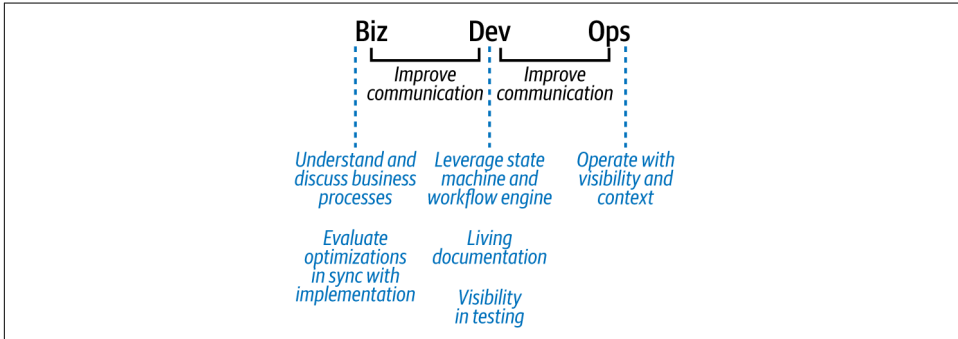 Biz Dev Ops
Improve
communication
Improve
communication
Understand and
discuss business
processes
Evaluate
optimizations
in sync with
implementation
Leverage state
machine and
workflow engine
Living
documentation
Visibility
in testing
Operate with
visibility and
context